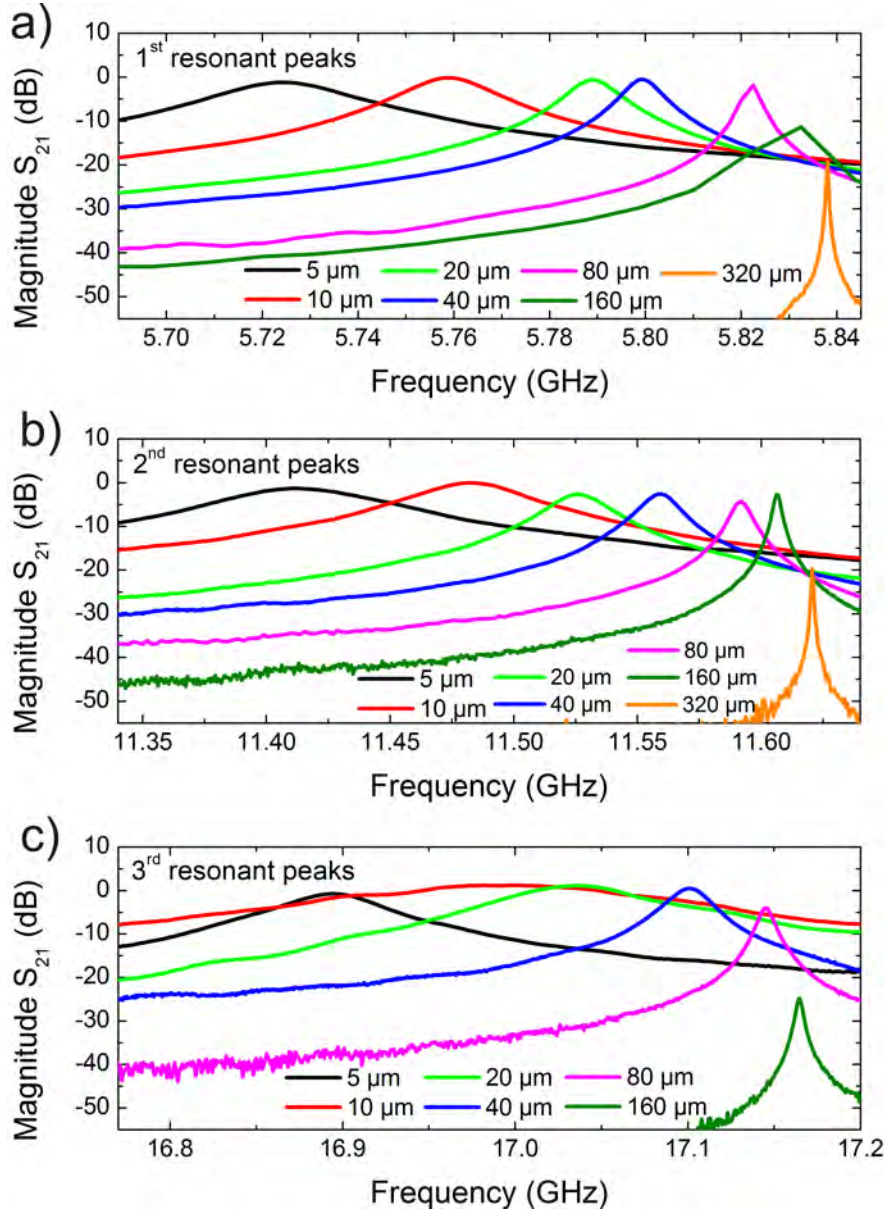 a)
1st resonant peaks
10
0
-10
-20
-30
-40
-50
Magnitude S21 (dB)
5 µm 20 µm 80 µm 320 µm
10 µm 40 µm 160 µm
5.70 5.72 5.74 5.76 5.78 5.80 5.82 5.84
Frequency (GHz)
b)
2nd resonant peaks
10
0
-10
-20
-30
-40
-50
Magnitude S21 (dB)
80 µm
5 µm 20 µm 160 µm
10 µm 40 µm 320 µm
11.35 11.40 11.45 11.50 11.55 11.60
Frequency (GHz)
c)
3rd resonant peaks
10
0
-10
-20
-30
-40
-50
Magnitude S21 (dB)
5 µm 20 µm 80 µm
10 µm 40 µm 160 µm
16.8 16.9 17.0 17.1 17.2
Frequency (GHz)